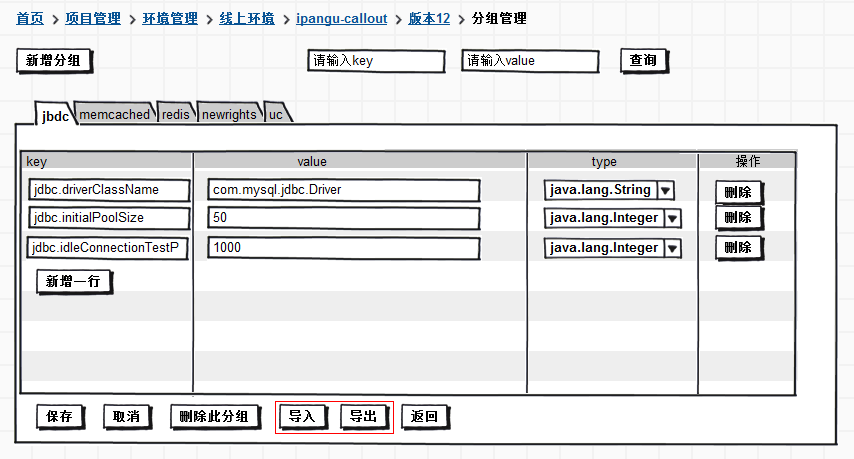 首页 > 项目管理 > 环境管理 > 线上环境 > ipangu-callout > 版本12 > 分组管理
新增分组 请输入key 请输入value 查询
jbdc memcached redis newrights uc
key value type 操作
jdbc.driverClassName com.mysql.jdbc.Driver java.lang.String 删除
jdbc.initialPoolSize 50 java.lang.Integer 删除
jdbc.idleConnectionTestP 1000 java.lang.Integer 删除
新增一行
保存 取消 删除此分组 导入 导出 返回